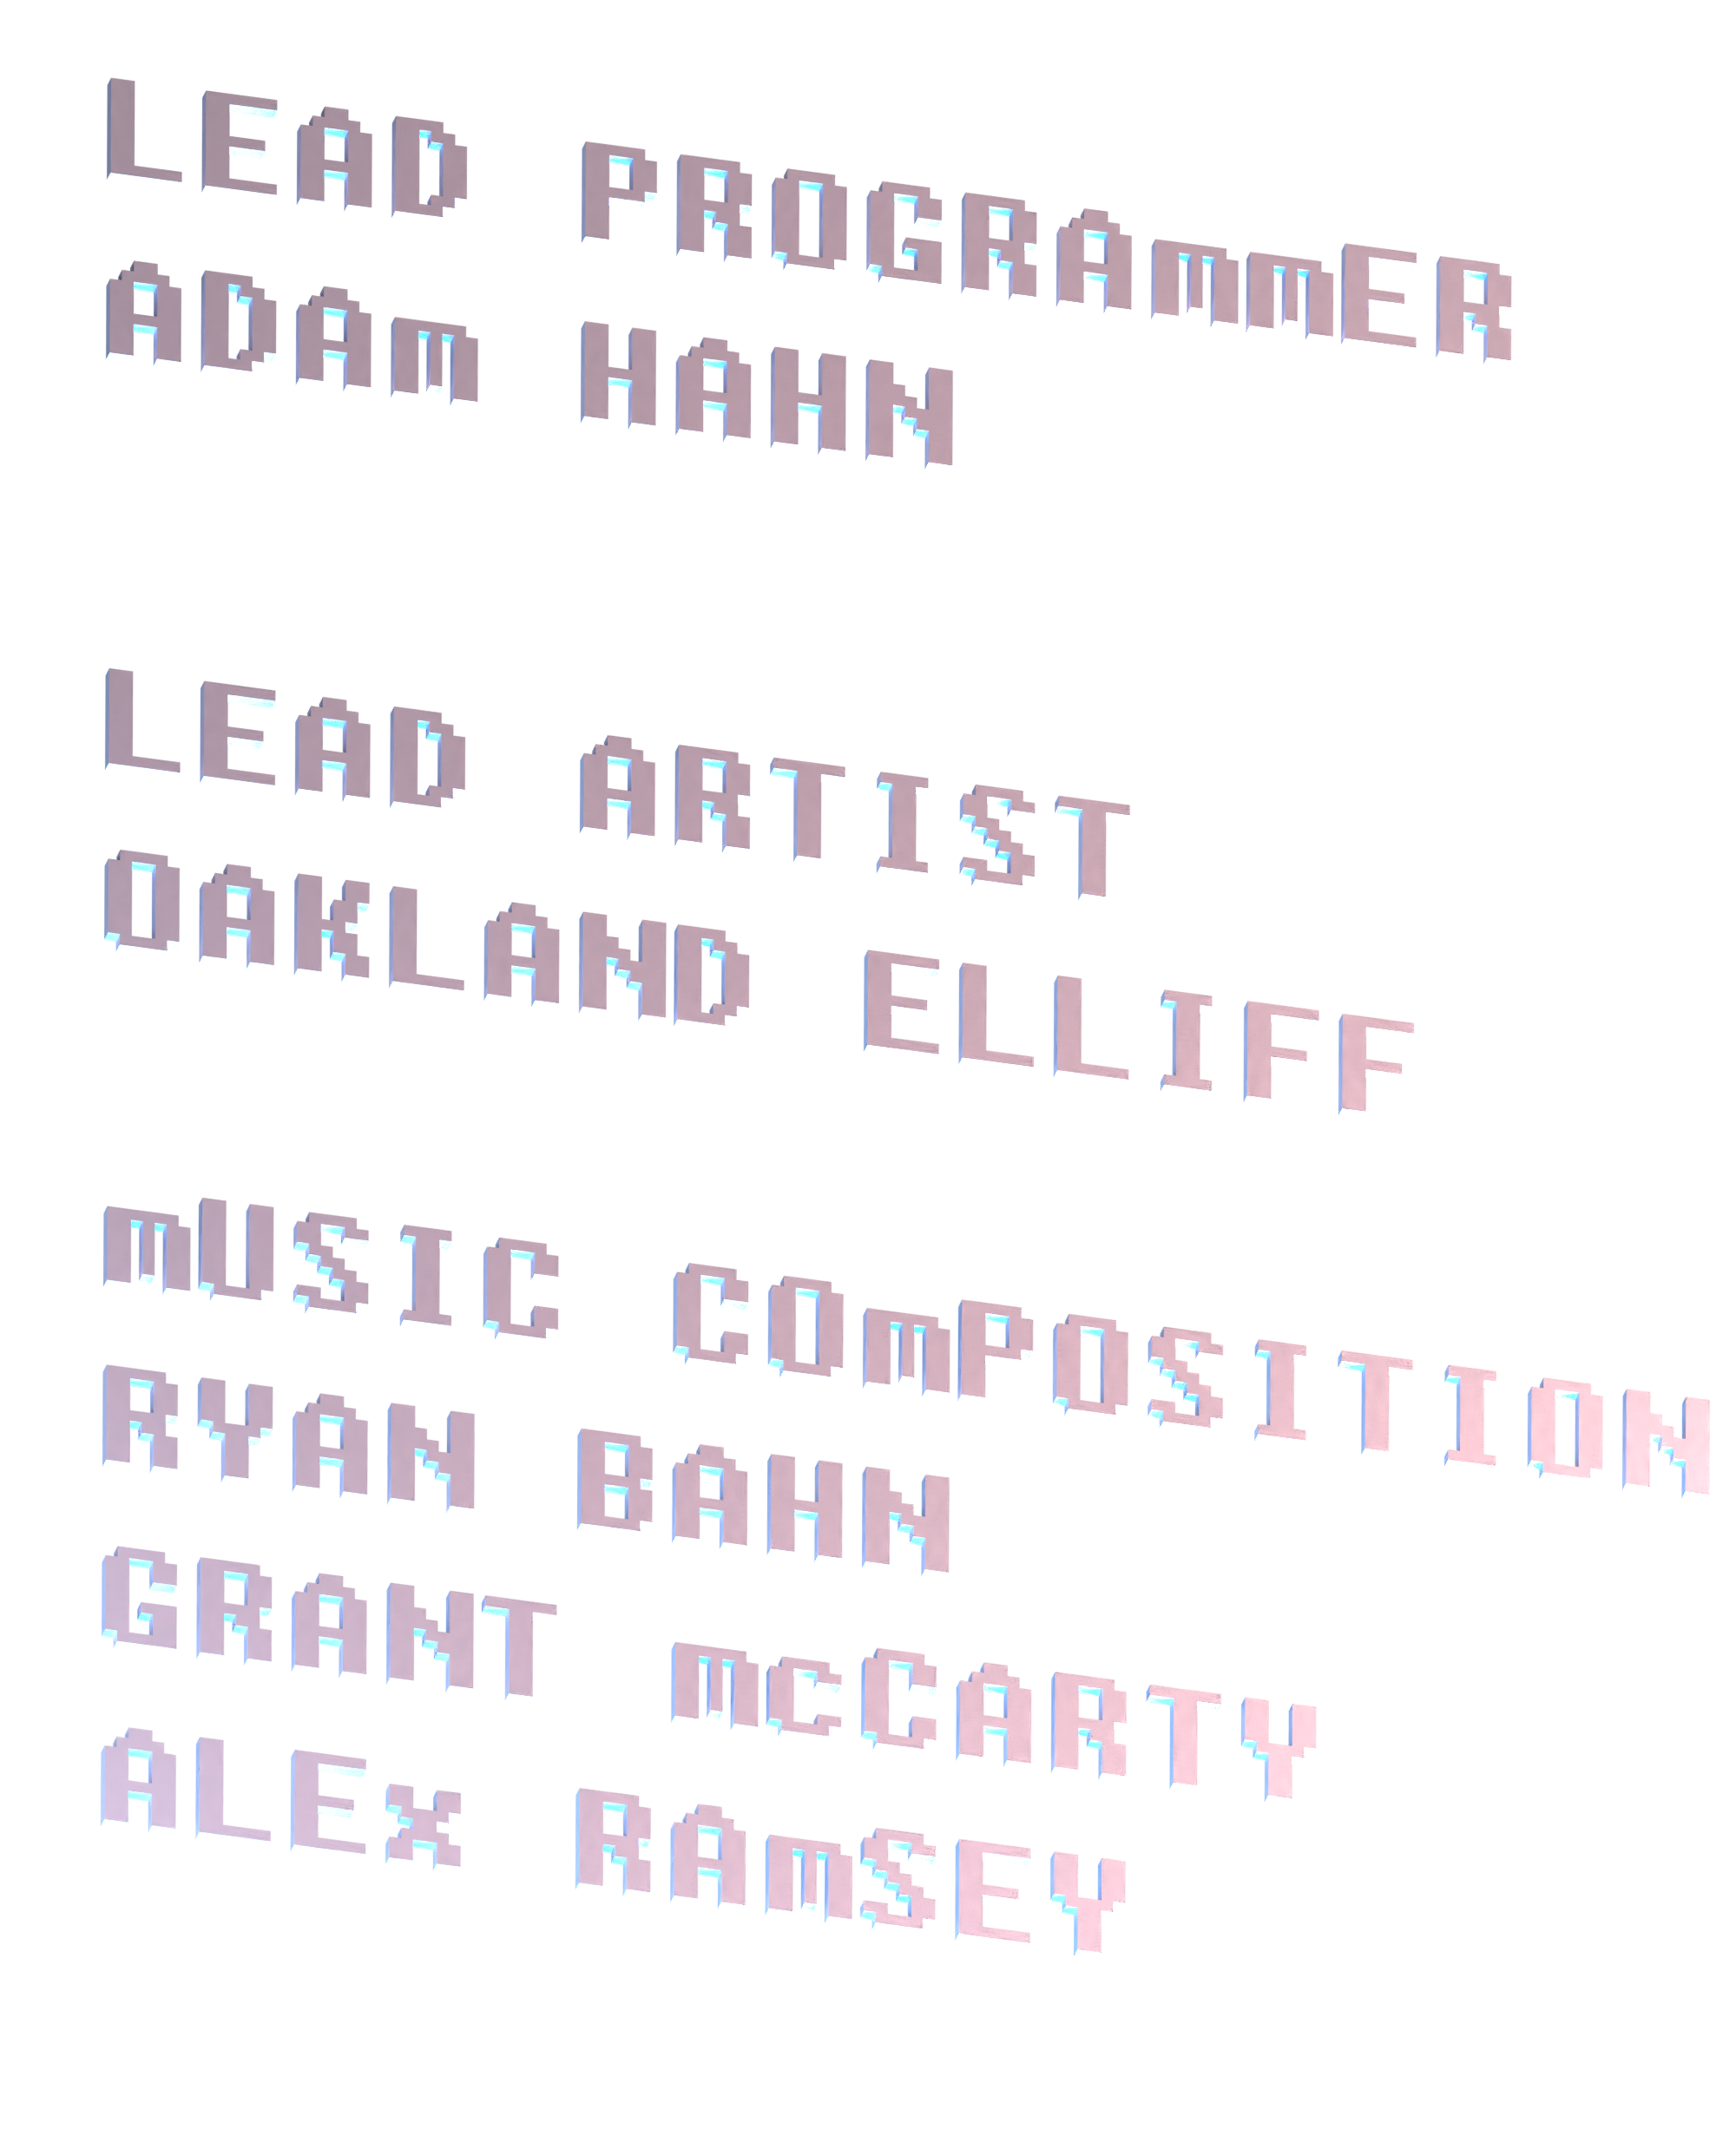 LEAD PROGRAmmER
ADAm HAHN
LEAD ARTIST
OAKLAND ELLIFF
mUSIC COmPOSITION
RYAN BAHN
GRANT mcCARTY
ALEx RAmSEY